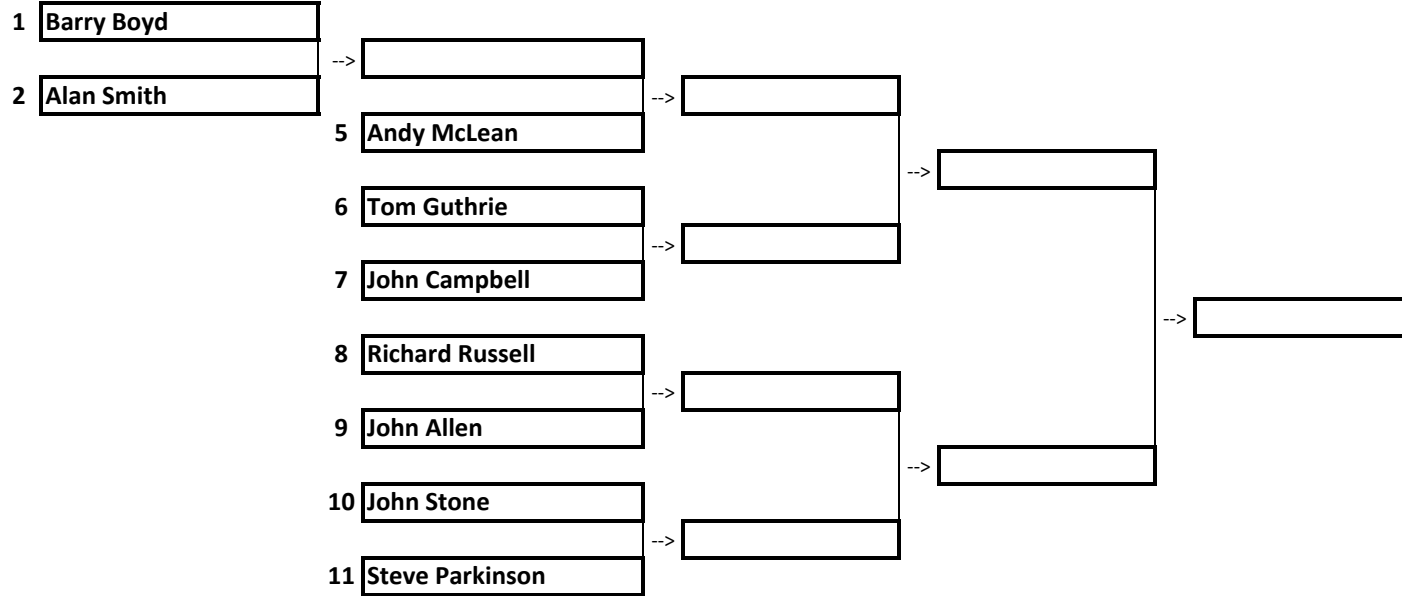 1 Barry Boyd
-->
2 Alan Smith
-->
5 Andy McLean
-->
6 Tom Guthrie
-->
7 John Campbell
-->
8 Richard Russell
-->
9 John Allen
-->
10 John Stone
-->
11 Steve Parkinson